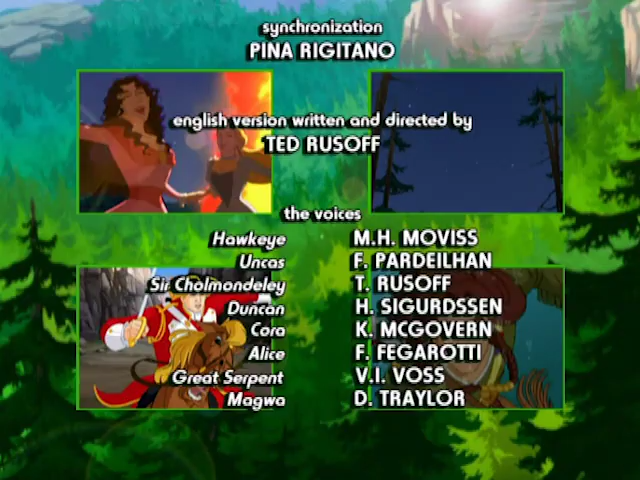 synchronization
PINA RIGITANO
english version written and directed by
TED RUSOFF
the voices
Hawkeye M.H. MOVISS
Uncas F. PARDEILHAN
Sir Cholmondeley T. RUSOFF
Duncan H. SIGURDSSEN
Cora K. MCGOVERN
Alice F. FEGAROTTI
Great Serpent V.I. VOSS
Magwa D. TRAYLOR